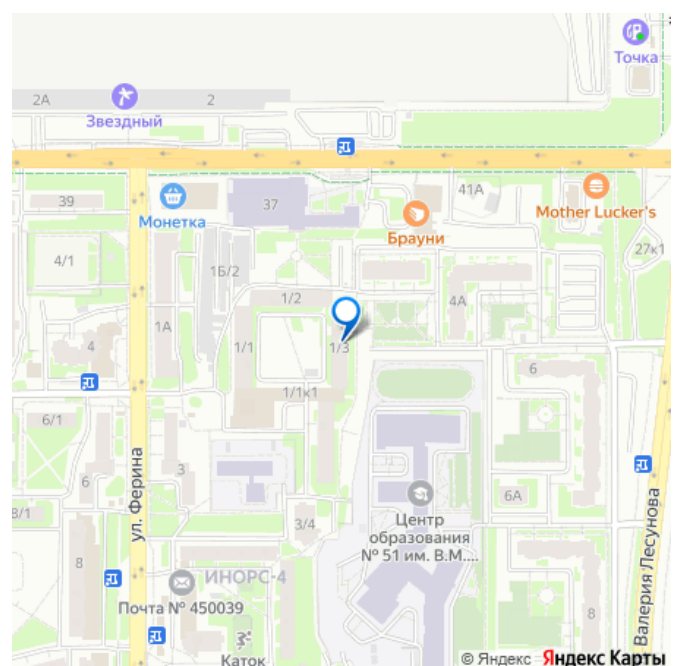 Точка
2А
2
Звездный
39
Монетка
37
41А
Mother Lucker's
Брауни
27к1
4/1
1Б/2
1/2
4А
1А
4
1/1
1/3
6
1/1к1
6/1
ул. Ферина
3
6
6А
Центр
образования
№ 51 им. В.М....
8/1
3/4
Валерия Лесунова
8
ИНОРС-4
Почта № 450039
8
Каток
© Яндекс Яндекс Карты